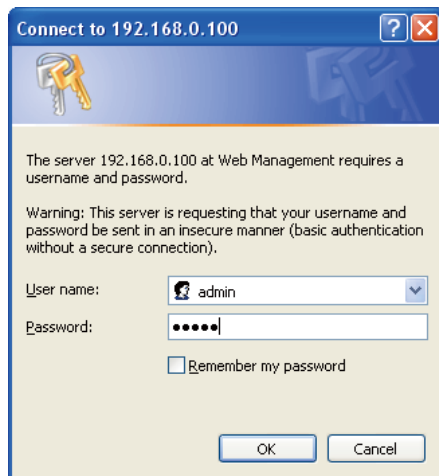 Connect to 192.168.0.100
The server 192.168.0.100 at Web Management requires a
username and password.
Warning: This server is requesting that your username and
password be sent in an insecure manner (basic authentication
without a secure connection).
User name:
admin
Password:
•••••
Remember my password
OK
Cancel